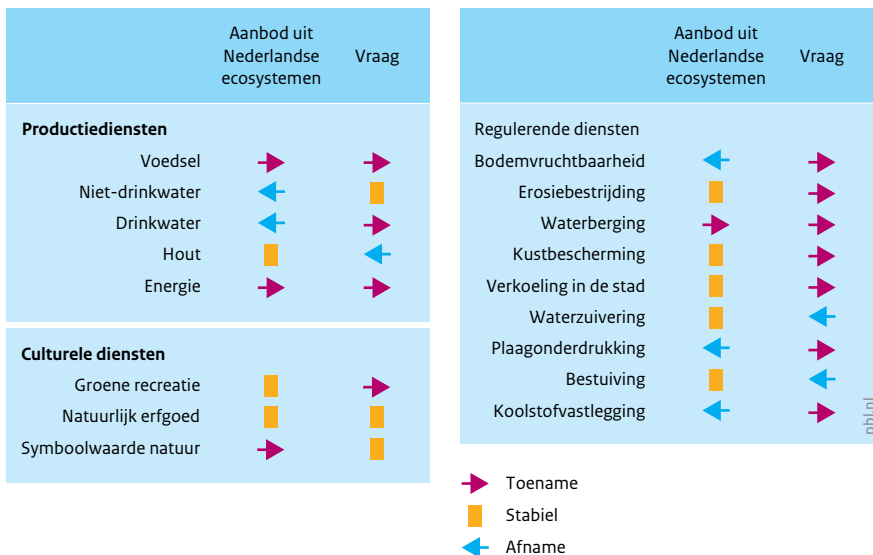 Aanbod uit
Nederlandse
ecosystemen
Vraag
Productiediensten
Voedsel
Niet-drinkwater
Drinkwater
Hout
Energie
Culturele diensten
Groene recreatie
Natuurlijk erfgoed
Symboolwaarde natuur
Aanbod uit
Nederlandse
ecosystemen
Vraag
Regulerende diensten
Bodemvruchtbaarheid
Erosiebestrijding
Waterberging
Kustbescherming
Verkoeling in de stad
Waterzuivering
Plaagonderdrukking
Bestuiving
Koolstofvastlegging
pbl.nl
Toename
Stabiel
Afname